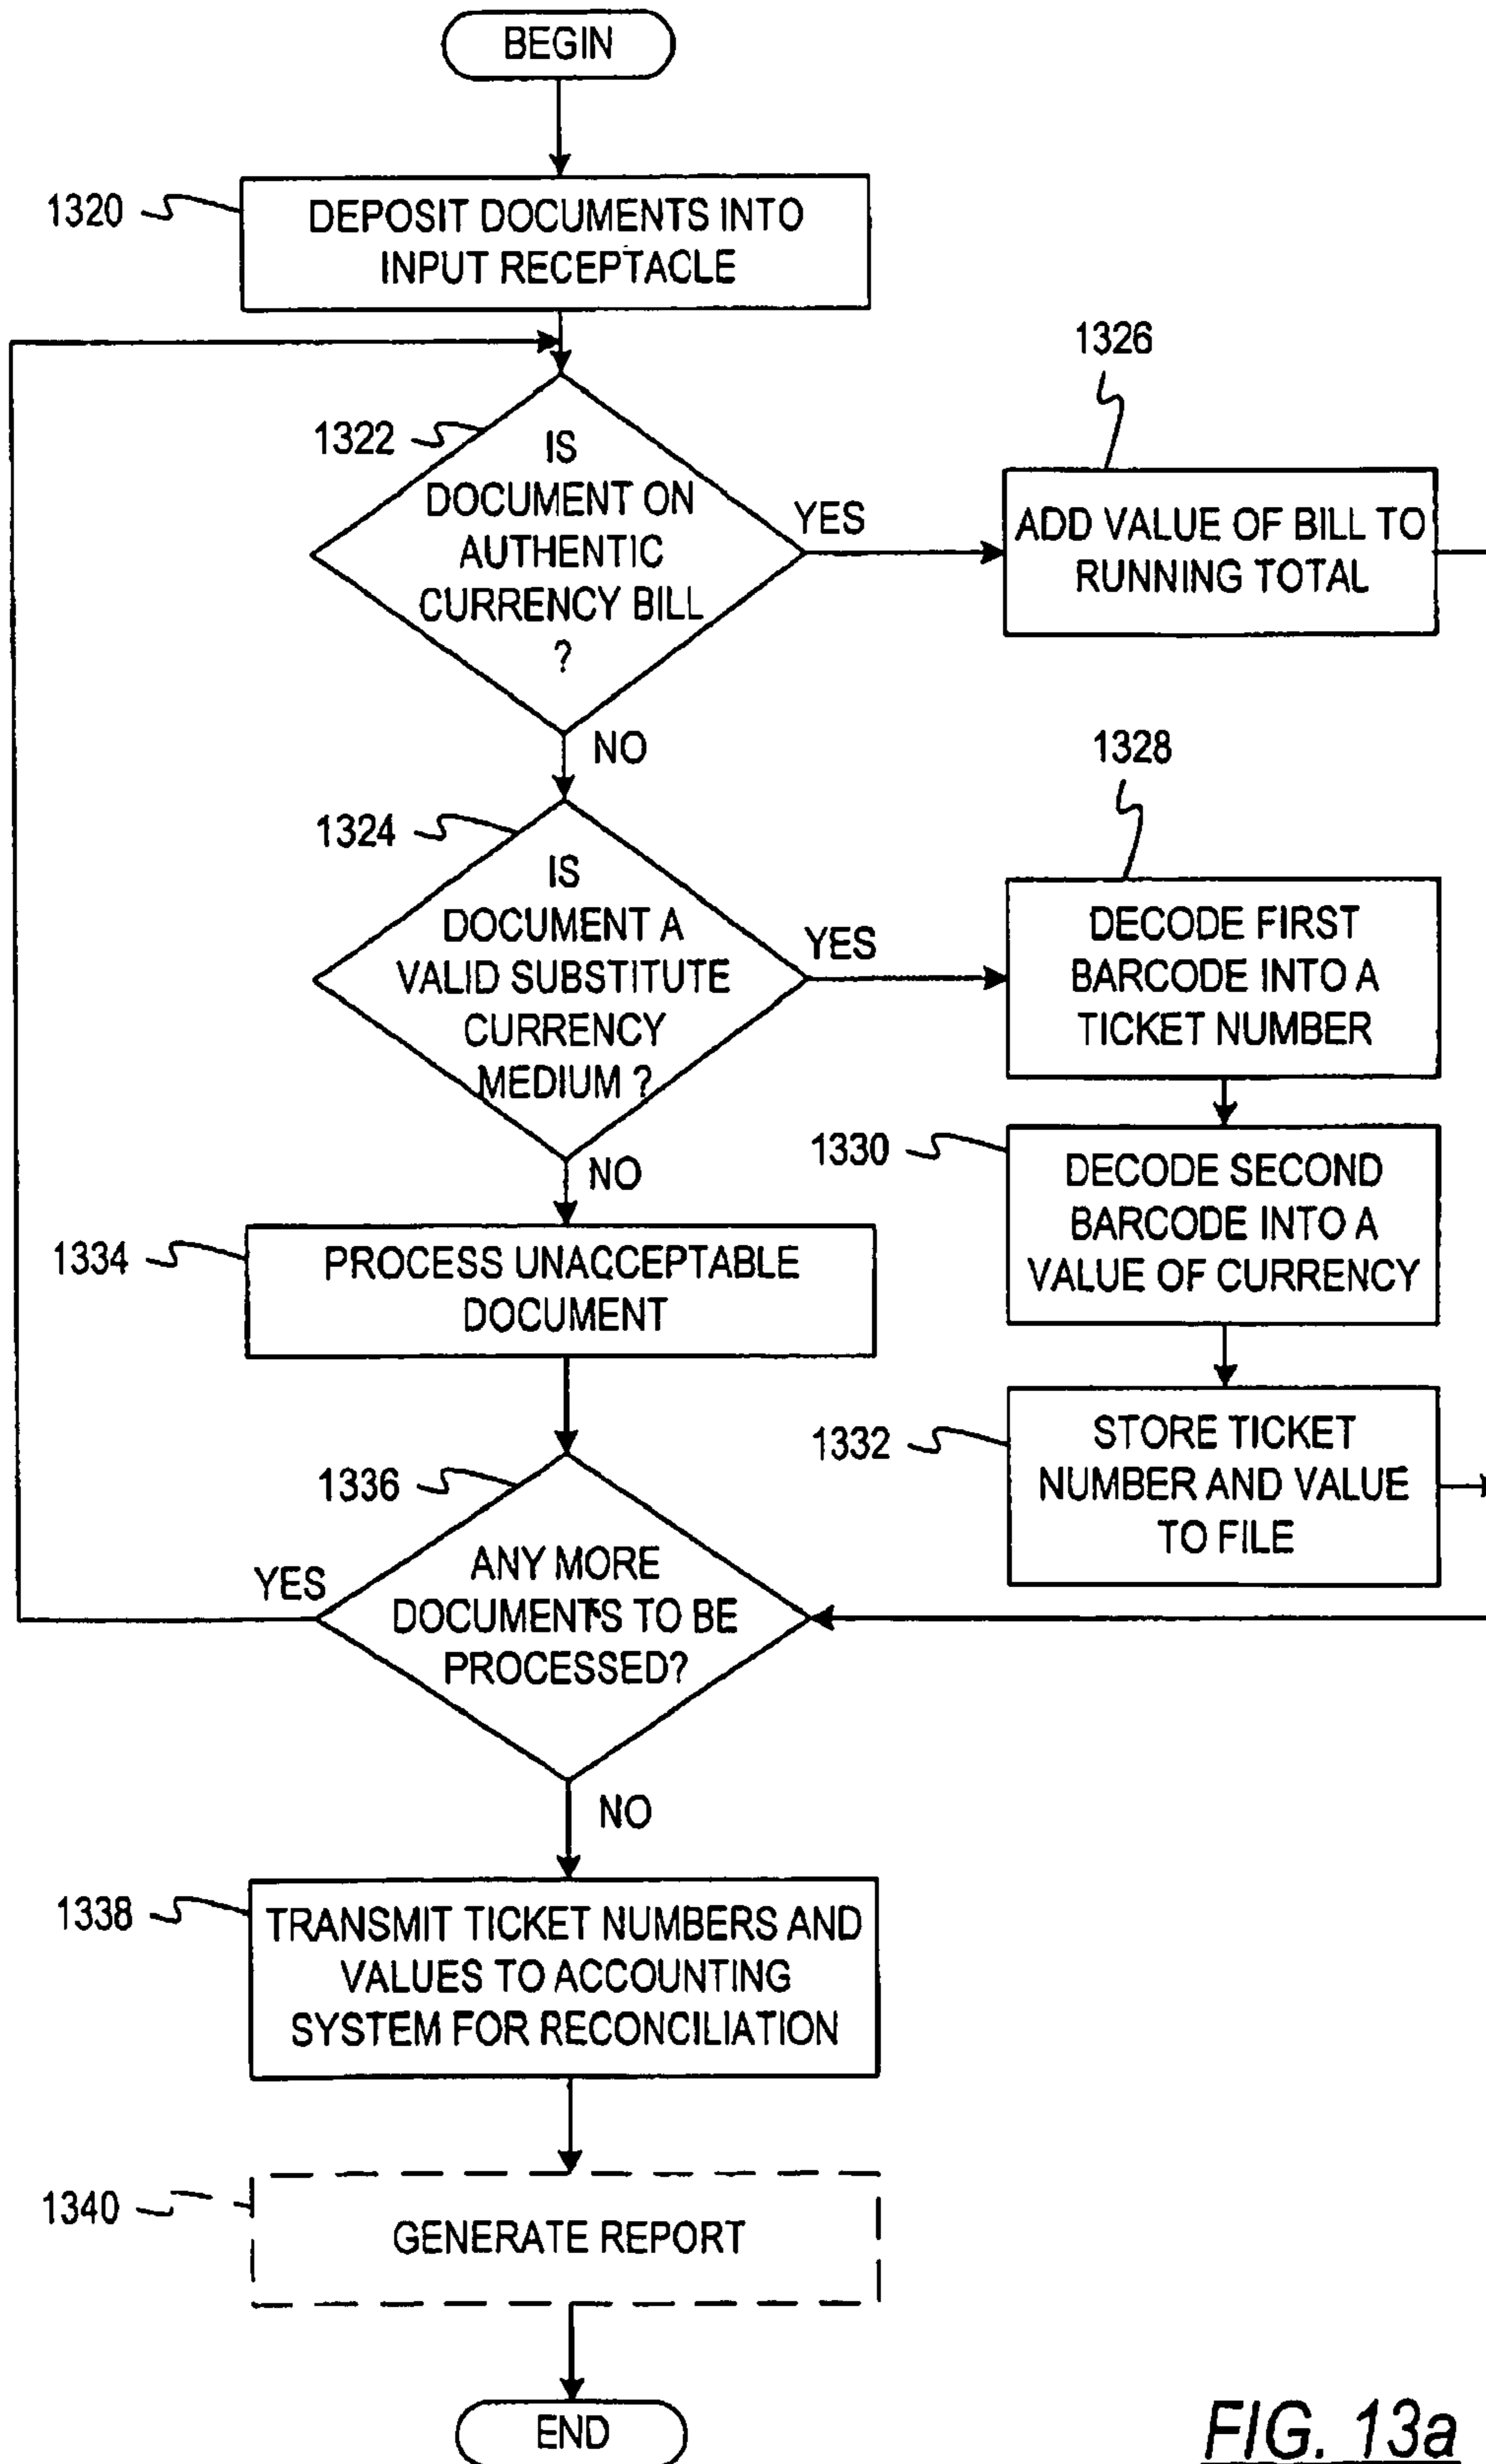 BEGIN
1320
DEPOSIT DOCUMENTS INTO
INPUT RECEPTACLE
1322
IS
DOCUMENT ON
AUTHENTIC
CURRENCY BILL
?
YES
1326
ADD VALUE OF BILL TO
RUNNING TOTAL
NO
1324
IS
DOCUMENT A
VALID SUBSTITUTE
CURRENCY
MEDIUM ?
YES
1328
DECODE FIRST
BARCODE INTO A
TICKET NUMBER
1330
DECODE SECOND
BARCODE INTO A
VALUE OF CURRENCY
1332
STORE TICKET
NUMBER AND VALUE
TO FILE
NO
1334
PROCESS UNACCEPTABLE
DOCUMENT
1336
ANY MORE
DOCUMENTS TO BE
PROCESSED?
YES
NO
1338
TRANSMIT TICKET NUMBERS AND
VALUES TO ACCOUNTING
SYSTEM FOR RECONCILIATION
1340
GENERATE REPORT
END
FIG. 13a